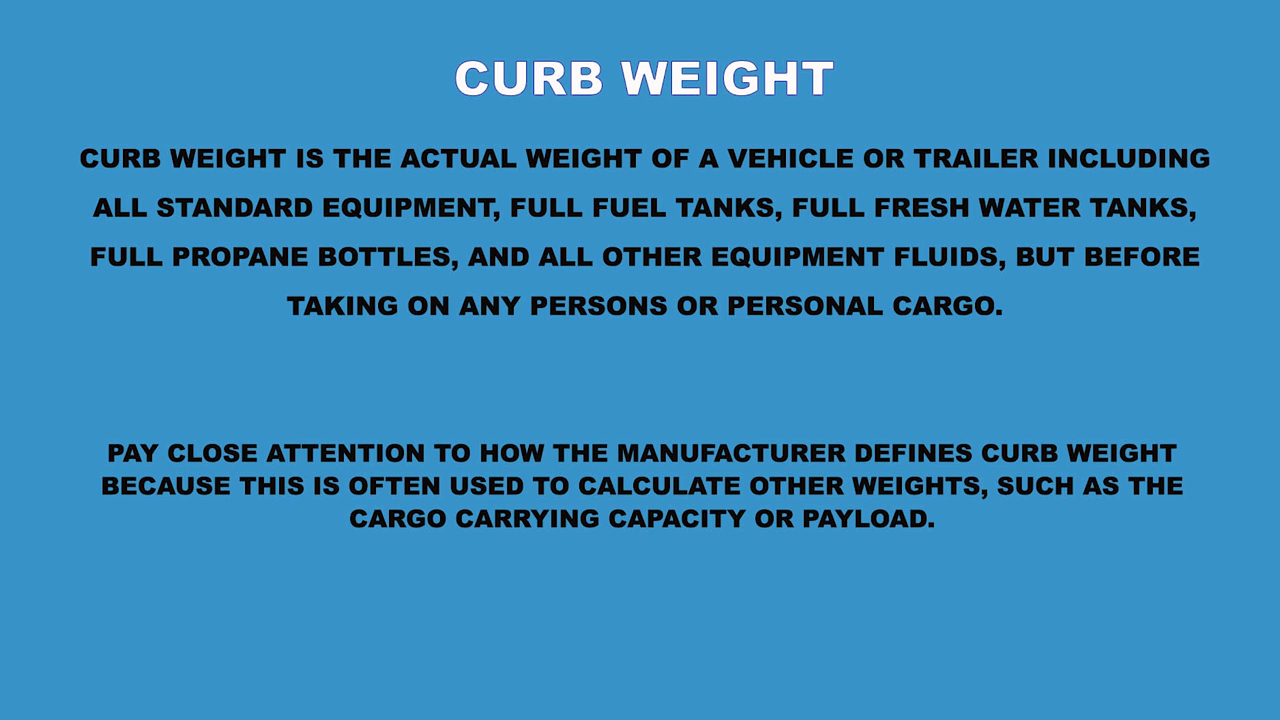 CURB WEIGHT
CURB WEIGHT IS THE ACTUAL WEIGHT OF A VEHICLE OR TRAILER INCLUDING
ALL STANDARD EQUIPMENT, FULL FUEL TANKS, FULL FRESH WATER TANKS,
FULL PROPANE BOTTLES, AND ALL OTHER EQUIPMENT FLUIDS, BUT BEFORE
TAKING ON ANY PERSONS OR PERSONAL CARGO.
PAY CLOSE ATTENTION TO HOW THE MANUFACTURER DEFINES CURB WEIGHT
BECAUSE THIS IS OFTEN USED TO CALCULATE OTHER WEIGHTS, SUCH AS THE
CARGO CARRYING CAPACITY OR PAYLOAD.